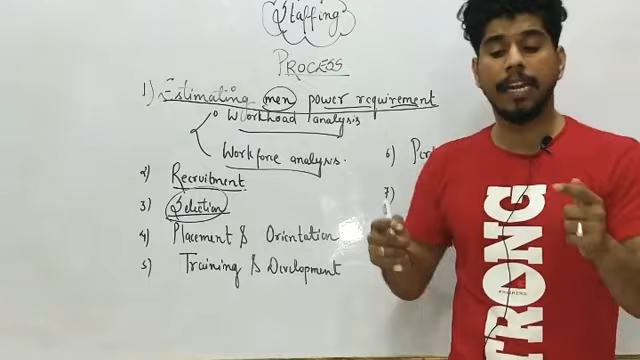 Staffing
PROCESS
1) Estimating men power requirement
Workload analysis
Workforce analysis.
2) Recruitment
3) Selection
4) Placement & Orientation
5) Training & Development
6)
7)
STRONG